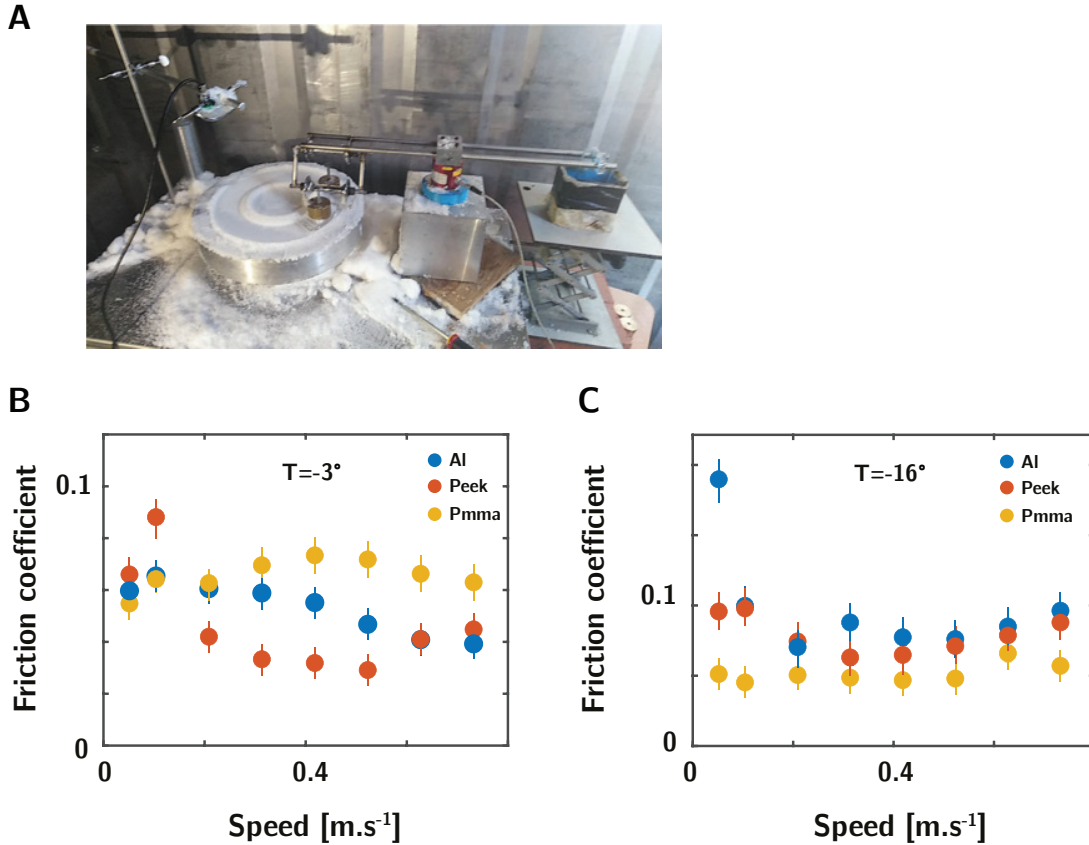 A
B
C
T=-3°
Al
Peek
Pmma
0.1
0
0
0.4
Friction coefficient
Speed [m.s⁻¹]
T=-16°
Al
Peek
Pmma
0.1
0
0
0.4
Friction coefficient
Speed [m.s⁻¹]